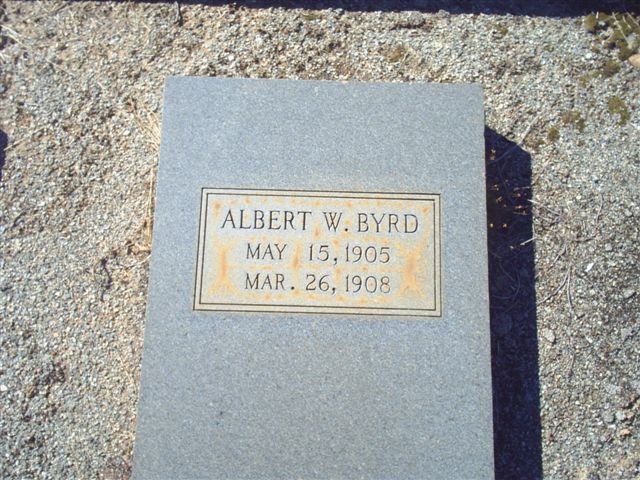 ALBERT W. BYRD
MAY 15, 1905
MAR. 26, 1908